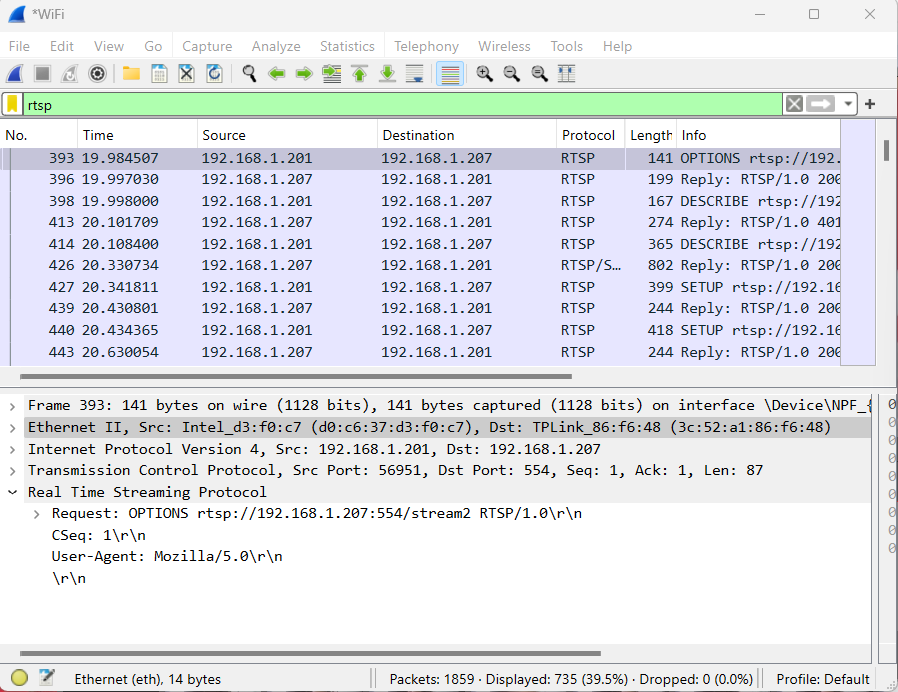 *WiFi
File Edit View Go Capture Analyze Statistics Telephony Wireless Tools Help
rtsp
No. Time Source Destination Protocol Length Info
393 19.984507 192.168.1.201 192.168.1.207 RTSP 141 OPTIONS rtsp://192.
396 19.997030 192.168.1.207 192.168.1.201 RTSP 199 Reply: RTSP/1.0 200
398 19.998000 192.168.1.201 192.168.1.207 RTSP 167 DESCRIBE rtsp://192
413 20.101709 192.168.1.207 192.168.1.201 RTSP 274 Reply: RTSP/1.0 401
414 20.108400 192.168.1.201 192.168.1.207 RTSP 365 DESCRIBE rtsp://192
426 20.330734 192.168.1.207 192.168.1.201 RTSP/S… 802 Reply: RTSP/1.0 200
427 20.341811 192.168.1.201 192.168.1.207 RTSP 399 SETUP rtsp://192.16
439 20.430801 192.168.1.207 192.168.1.201 RTSP 244 Reply: RTSP/1.0 200
440 20.434365 192.168.1.201 192.168.1.207 RTSP 418 SETUP rtsp://192.16
443 20.630054 192.168.1.207 192.168.1.201 RTSP 244 Reply: RTSP/1.0 200
Frame 393: 141 bytes on wire (1128 bits), 141 bytes captured (1128 bits) on interface \Device\NPF_{
Ethernet II, Src: Intel_d3:f0:c7 (d0:c6:37:d3:f0:c7), Dst: TPLink_86:f6:48 (3c:52:a1:86:f6:48)
Internet Protocol Version 4, Src: 192.168.1.201, Dst: 192.168.1.207
Transmission Control Protocol, Src Port: 56951, Dst Port: 554, Seq: 1, Ack: 1, Len: 87
Real Time Streaming Protocol
Request: OPTIONS rtsp://192.168.1.207:554/stream2 RTSP/1.0\r\n
CSeq: 1\r\n
User-Agent: Mozilla/5.0\r\n
\r\n
Ethernet (eth), 14 bytes Packets: 1859 · Displayed: 735 (39.5%) · Dropped: 0 (0.0%) Profile: Default